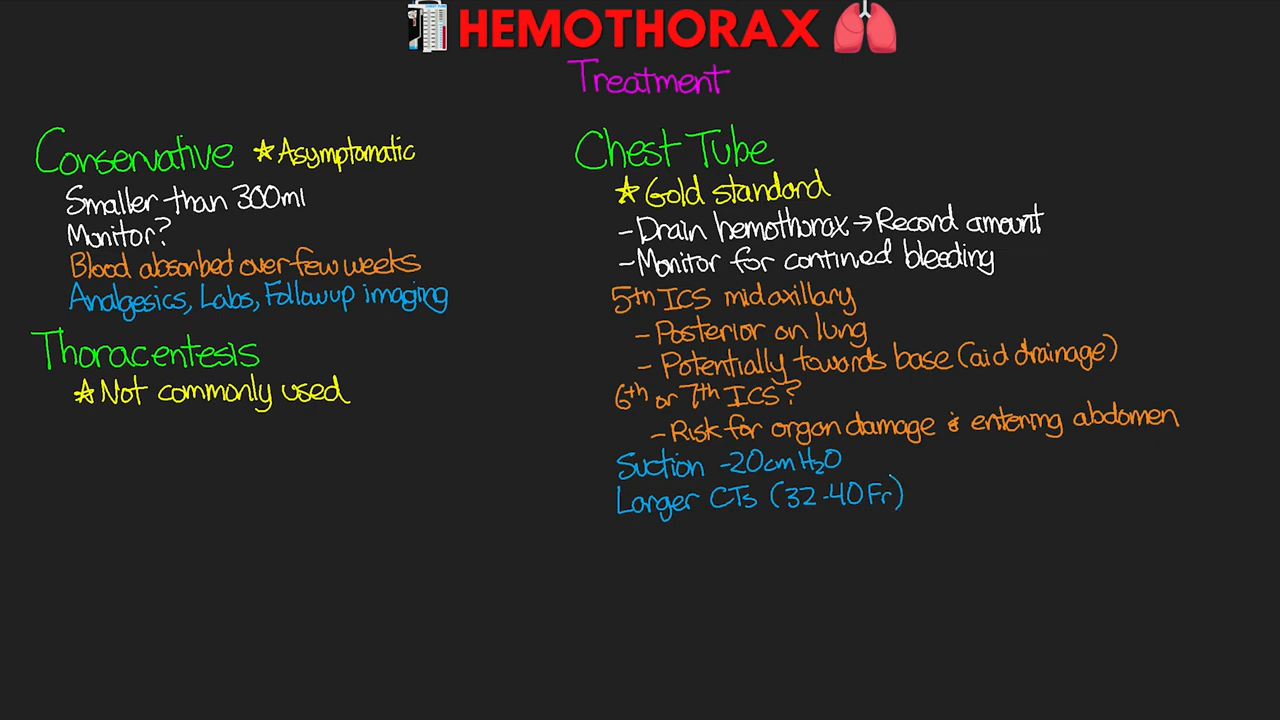 HEMOTHORAX
Treatment
Conservative ★Asymptomatic
Smaller than 300ml
Monitor?
Blood absorbed over few weeks
Analgesics, Labs, Followup imaging
Thoracentesis
★Not commonly used
Chest Tube
★Gold standard
-Drain hemothorax→Record amount
-Monitor for contined bleeding
5th ICS midaxillary
-Posterior on lung
-Potentially towards base (aid drainage)
6th or 7th ICS?
-Risk for organ damage & entering abdomen
Suction -20cmH₂O
Larger CTs (32-40Fr)